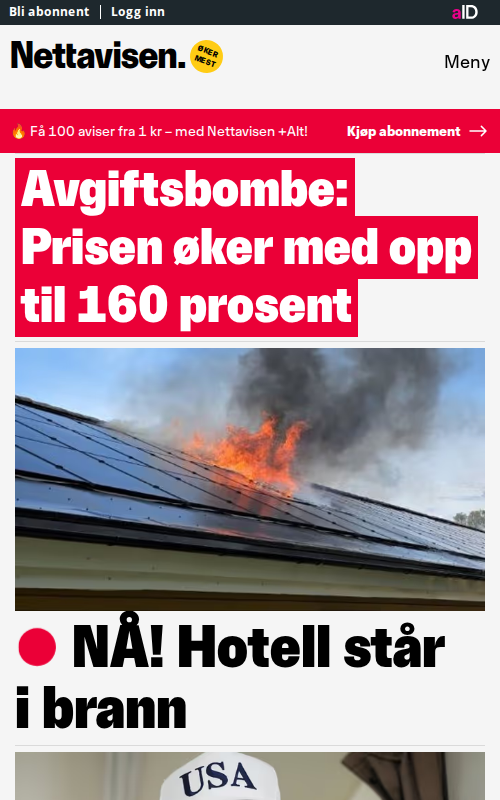 Bli abonnent
Logg inn
aID
Nettavisen.
ØKER
MEST
Meny
🔥 Få 100 aviser fra 1 kr – med Nettavisen +Alt!
Kjøp abonnement →
Avgiftsbombe:
Prisen øker med opp
til 160 prosent
NÅ! Hotell står
i brann
USA